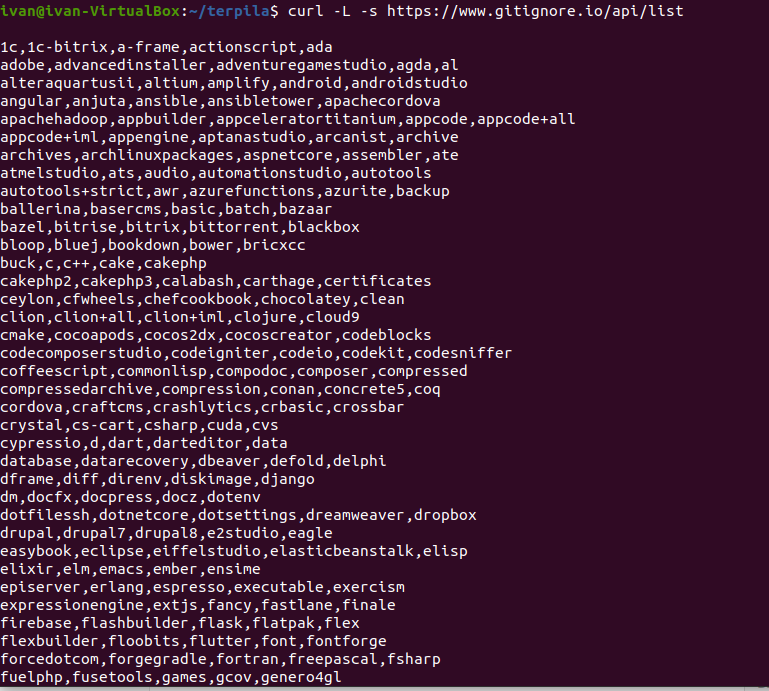 ivan@ivan-VirtualBox:~/terpila$ curl -L -s https://www.gitignore.io/api/list
1c,1c-bitrix,a-frame,actionscript,ada
adobe,advancedinstaller,adventuregamestudio,agda,al
alteraquartusii,altium,amplify,android,androidstudio
angular,anjuta,ansible,ansibletower,apachecordova
apachehadoop,appbuilder,appceleratortitanium,appcode,appcode+all
appcode+iml,appengine,aptanastudio,arcanist,archive
archives,archlinuxpackages,aspnetcore,assembler,ate
atmelstudio,ats,audio,automationstudio,autotools
autotools+strict,awr,azurefunctions,azurite,backup
ballerina,basercms,basic,batch,bazaar
bazel,bitrise,bitrix,bittorrent,blackbox
bloop,bluej,bookdown,bower,bricxcc
buck,c,c++,cake,cakephp
cakephp2,cakephp3,calabash,carthage,certificates
ceylon,cfwheels,chefcookbook,chocolatey,clean
clion,clion+all,clion+iml,clojure,cloud9
cmake,cocoapods,cocos2dx,cocoscreator,codeblocks
codecomposerstudio,codeigniter,codeio,codekit,codesniffer
coffeescript,commonlisp,compodoc,composer,compressed
compressedarchive,compression,conan,concrete5,coq
cordova,craftcms,crashlytics,crbasic,crossbar
crystal,cs-cart,csharp,cuda,cvs
cypressio,d,dart,darteditor,data
database,datarecovery,dbeaver,defold,delphi
dframe,diff,direnv,diskimage,django
dm,docfx,docpress,docz,dotenv
dotfilessh,dotnetcore,dotsettings,dreamweaver,dropbox
drupal,drupal7,drupal8,e2studio,eagle
easybook,eclipse,eiffelstudio,elasticbeanstalk,elisp
elixir,elm,emacs,ember,ensime
episerver,erlang,espresso,executable,exercism
expressionengine,extjs,fancy,fastlane,finale
firebase,flashbuilder,flask,flatpak,flex
flexbuilder,floobits,flutter,font,fontforge
forcedotcom,forgegradle,fortran,freepascal,fsharp
fuelphp,fusetools,games,gcov,genero4gl